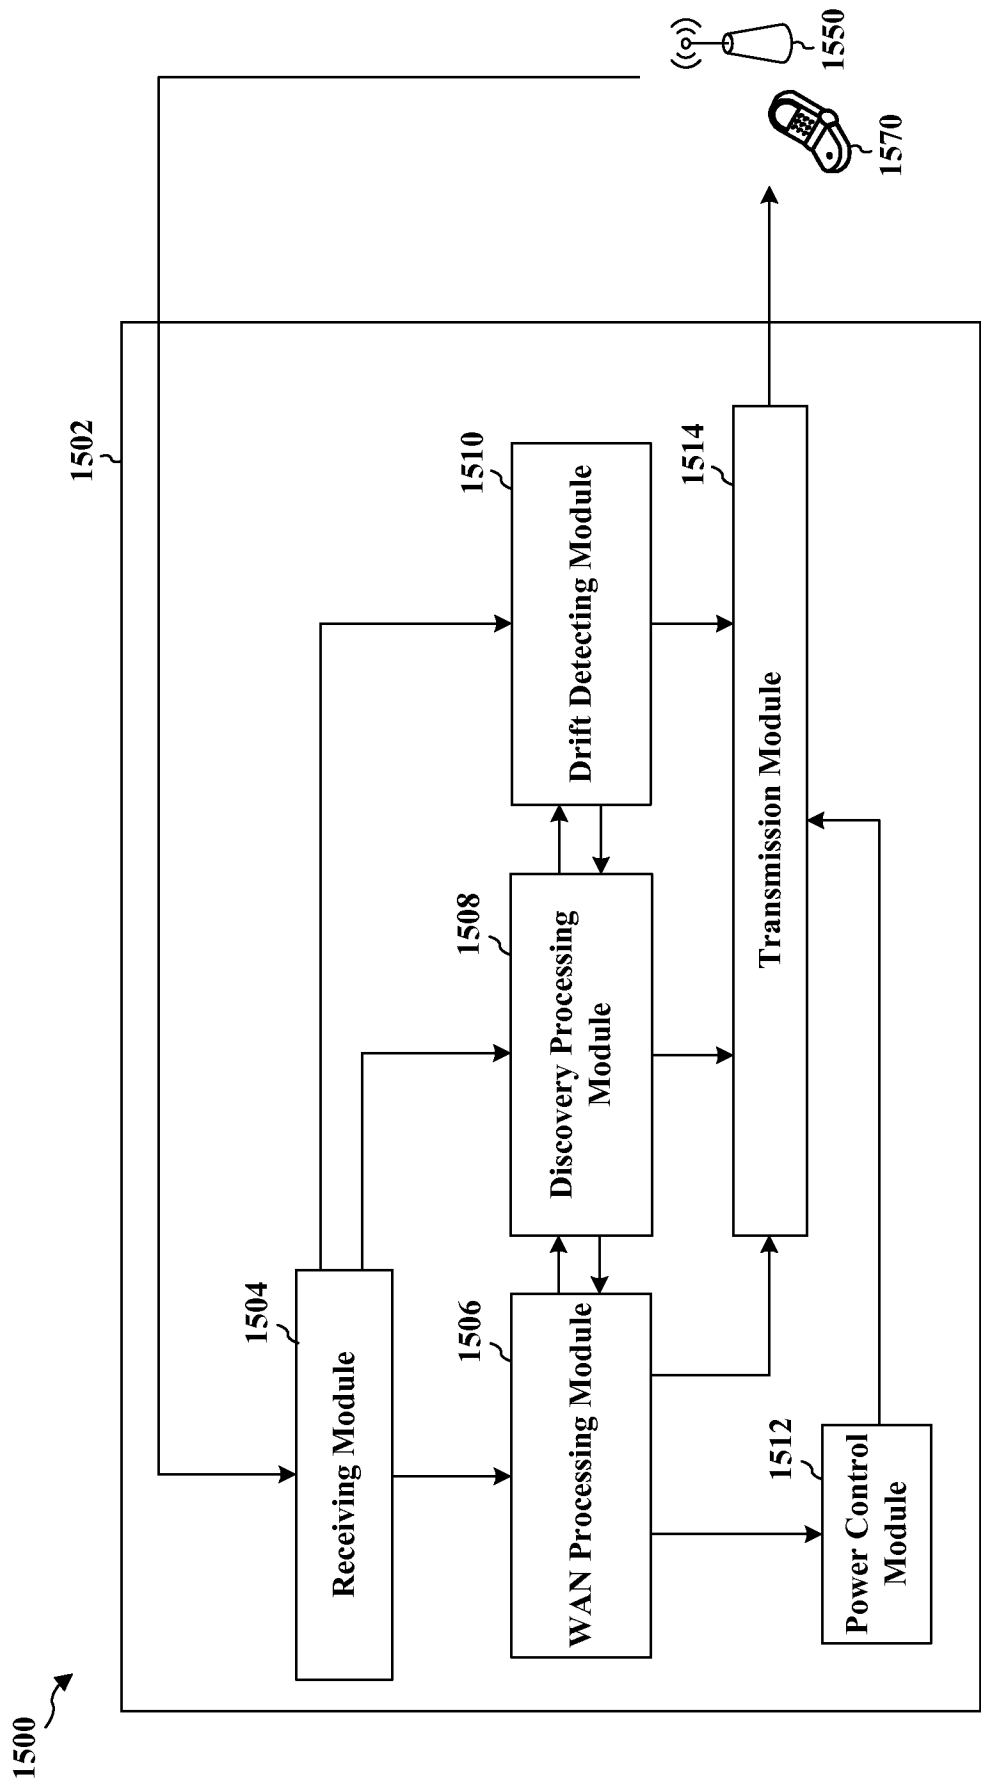 1500
1502
1504
Receiving Module
1506
WAN Processing Module
1508
Discovery Processing
Module
1510
Drift Detecting Module
1512
Power Control
Module
1514
Transmission Module
1550
1570